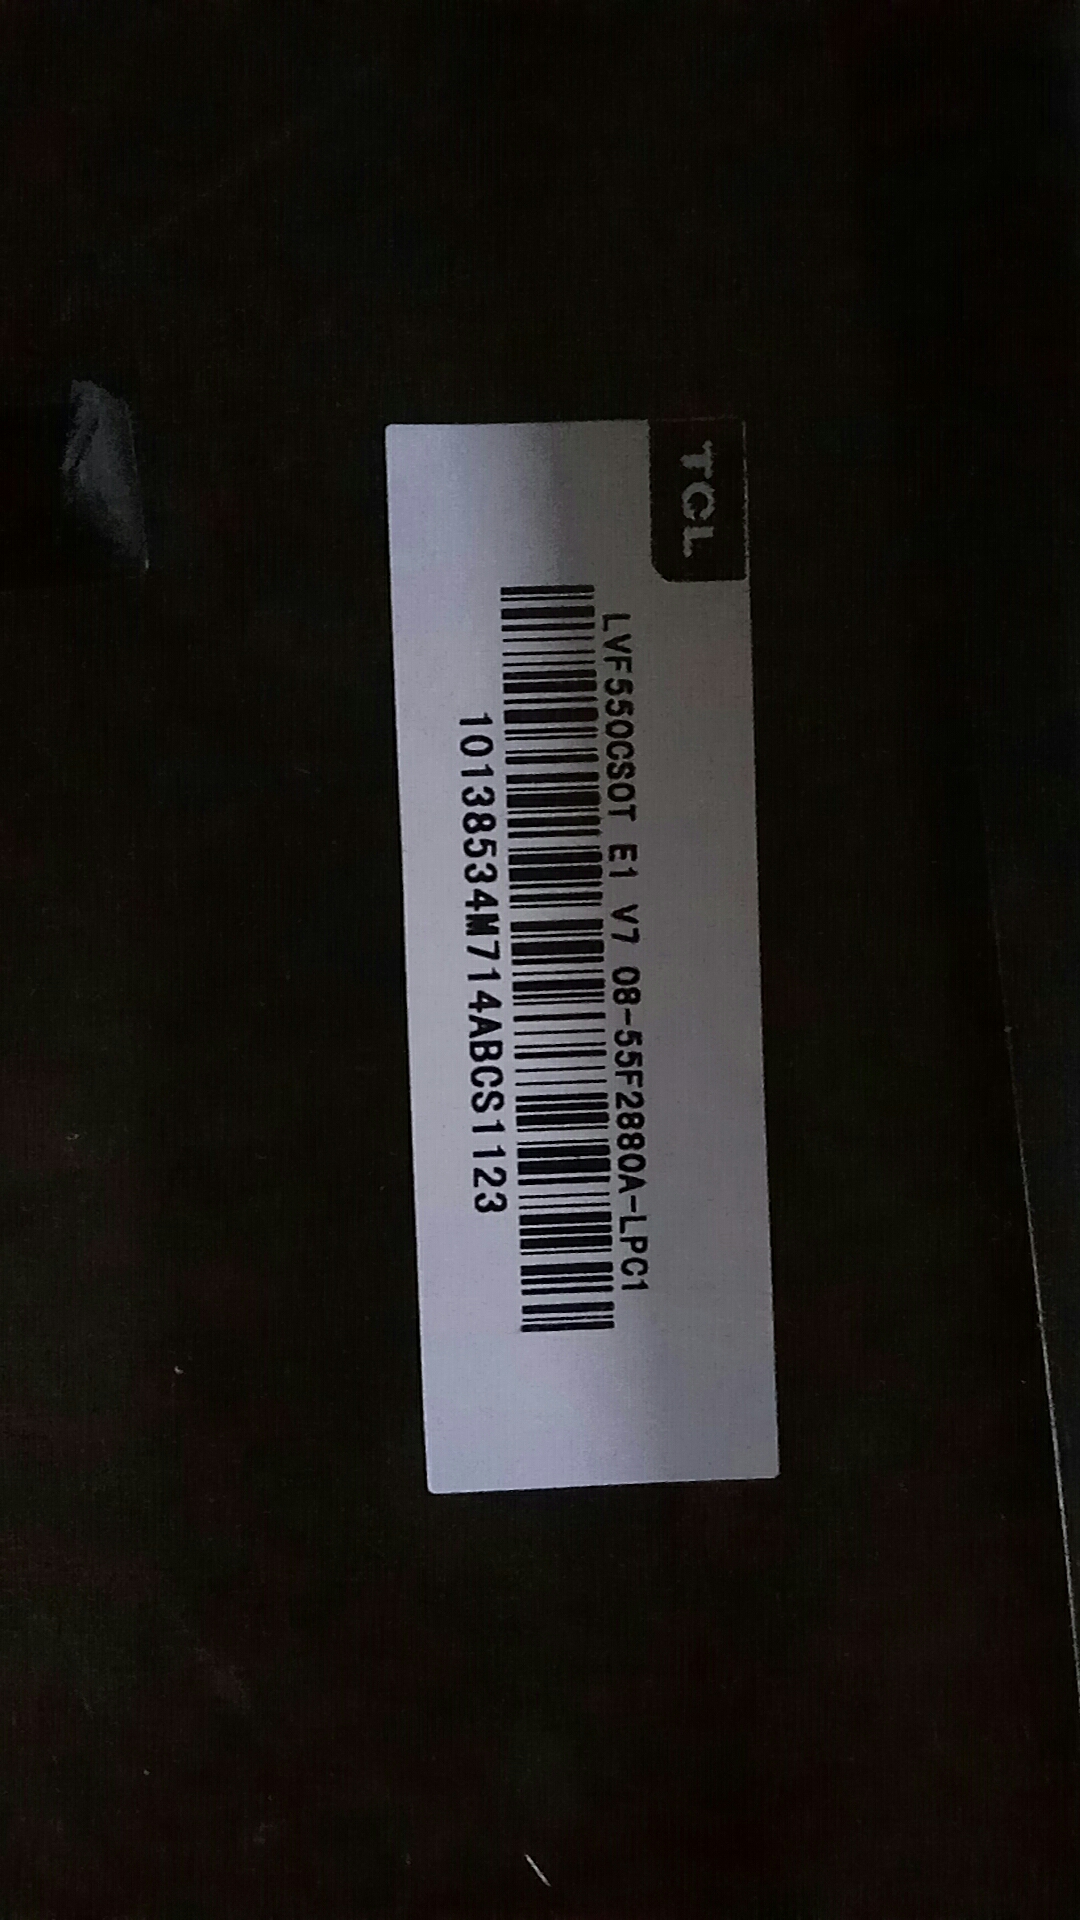 TCL
LVF550CSOT E1 V7 08-55F2880A-LPC1
10138534M714ABCS1123